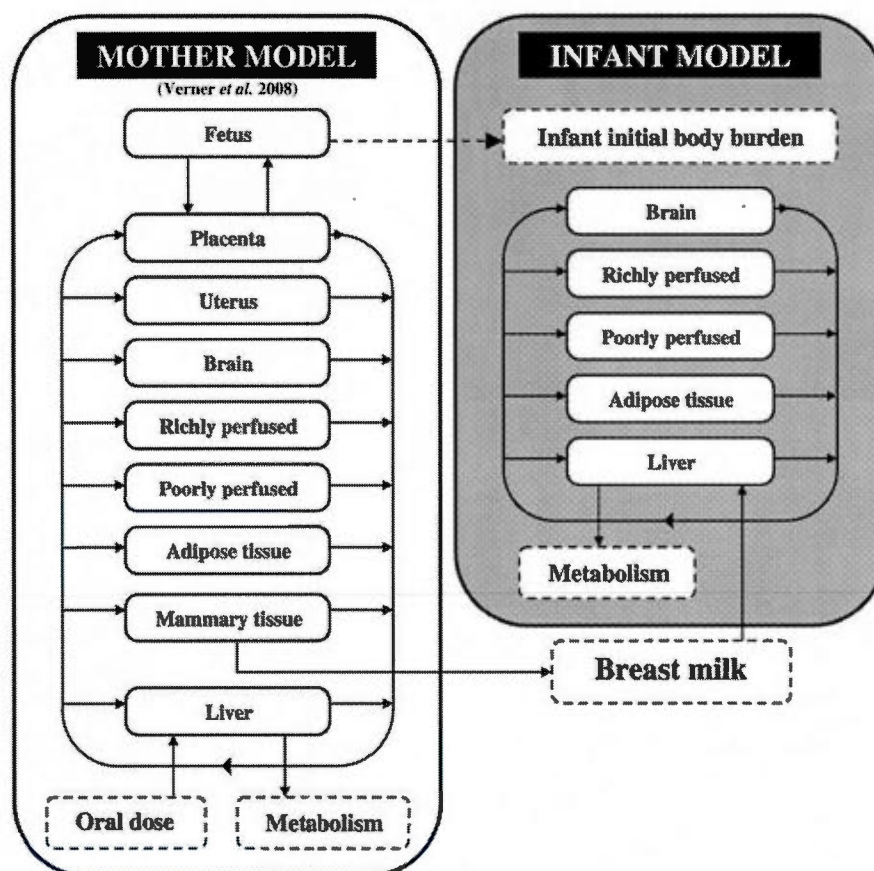 MOTHER MODEL
(Verner et al. 2008)
Fetus
Placenta
Uterus
Brain
Richly perfused
Poorly perfused
Adipose tissue
Mammary tissue
Liver
Oral dose
Metabolism
INFANT MODEL
Infant initial body burden
Brain
Richly perfused
Poorly perfused
Adipose tissue
Liver
Metabolism
Breast milk